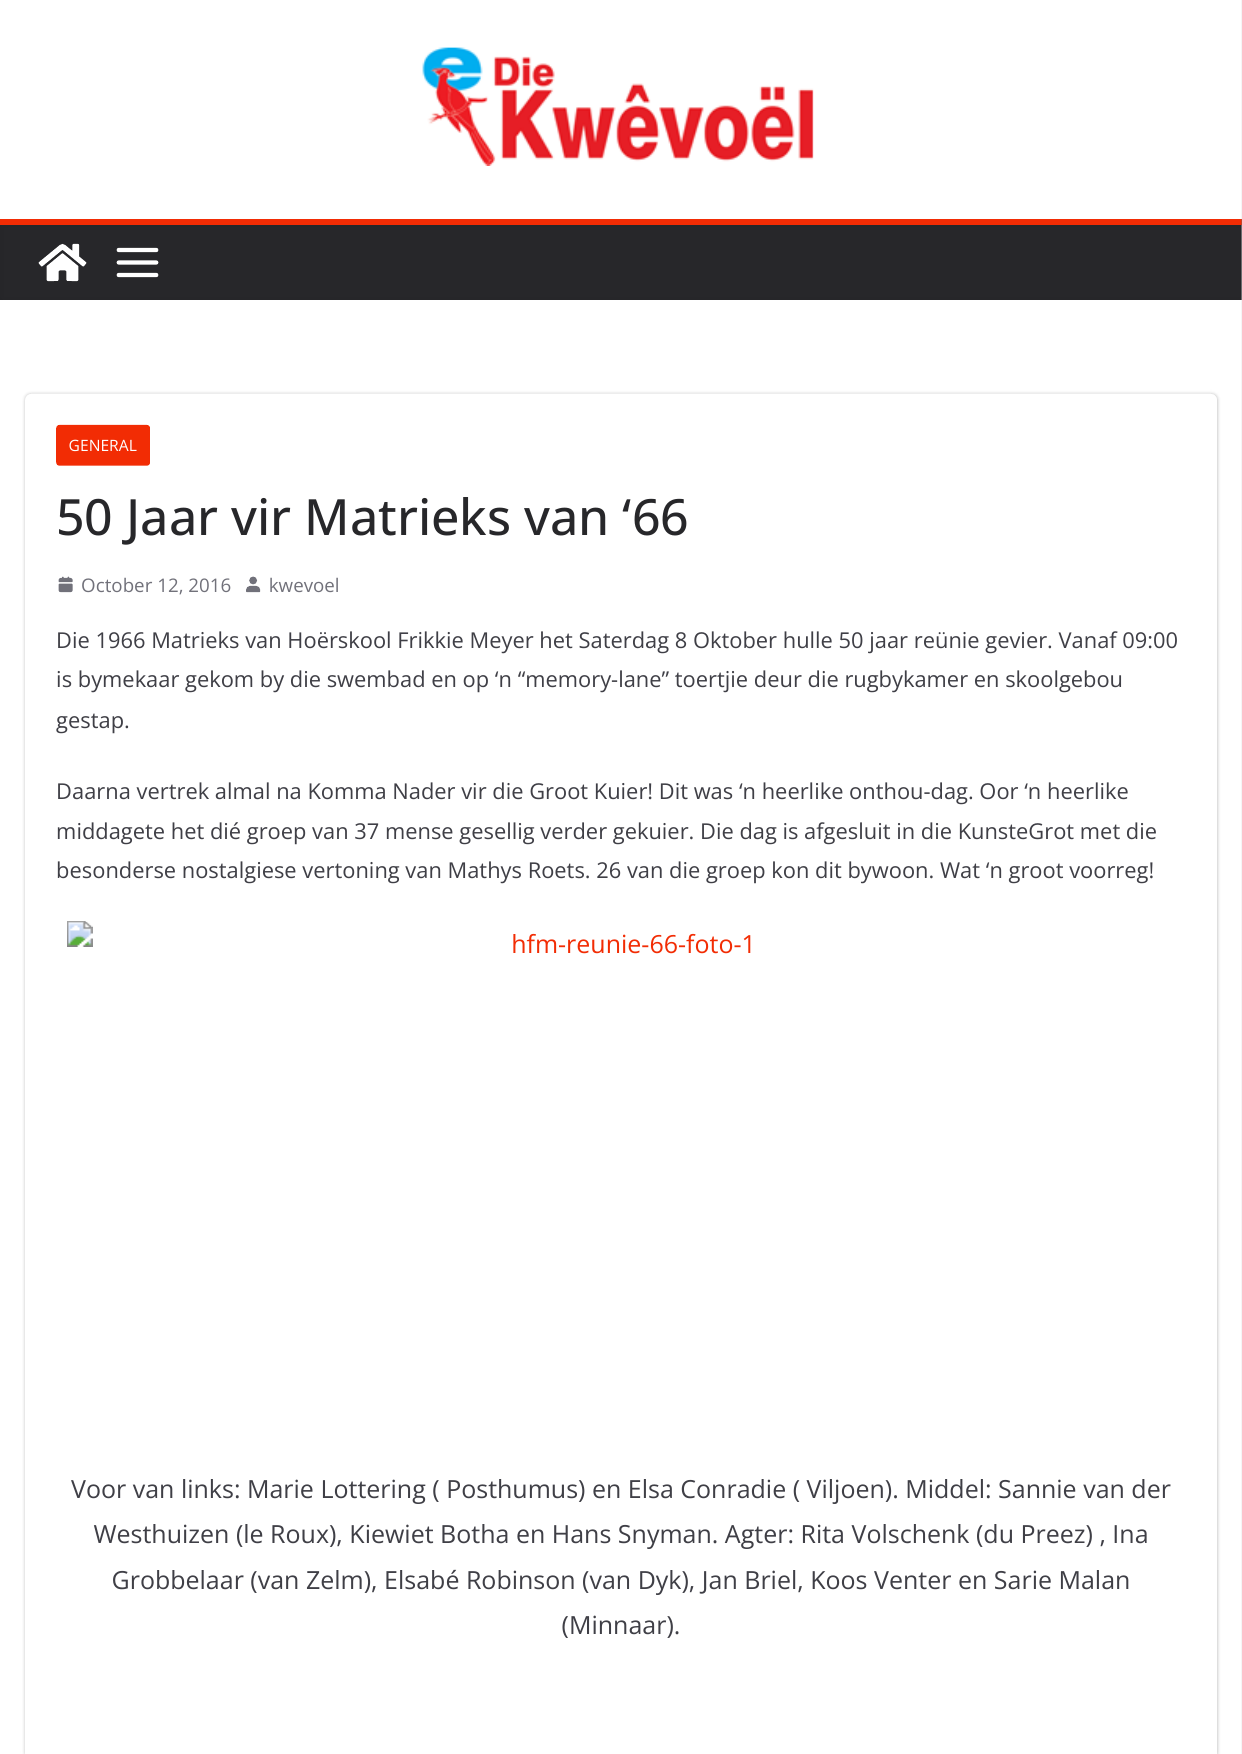 e Die
Kwêvoël
GENERAL
50 Jaar vir Matrieks van ‘66
October 12, 2016 kwevoel
Die 1966 Matrieks van Hoërskool Frikkie Meyer het Saterdag 8 Oktober hulle 50 jaar reünie gevier. Vanaf 09:00
is bymekaar gekom by die swembad en op ‘n “memory-lane” toertjie deur die rugbykamer en skoolgebou
gestap.
Daarna vertrek almal na Komma Nader vir die Groot Kuier! Dit was ‘n heerlike onthou-dag. Oor ‘n heerlike
middagete het dié groep van 37 mense gesellig verder gekuier. Die dag is afgesluit in die KunsteGrot met die
besonderse nostalgiese vertoning van Mathys Roets. 26 van die groep kon dit bywoon. Wat ‘n groot voorreg!
hfm-reunie-66-foto-1
Voor van links: Marie Lottering ( Posthumus) en Elsa Conradie ( Viljoen). Middel: Sannie van der
Westhuizen (le Roux), Kiewiet Botha en Hans Snyman. Agter: Rita Volschenk (du Preez) , Ina
Grobbelaar (van Zelm), Elsabé Robinson (van Dyk), Jan Briel, Koos Venter en Sarie Malan
(Minnaar).